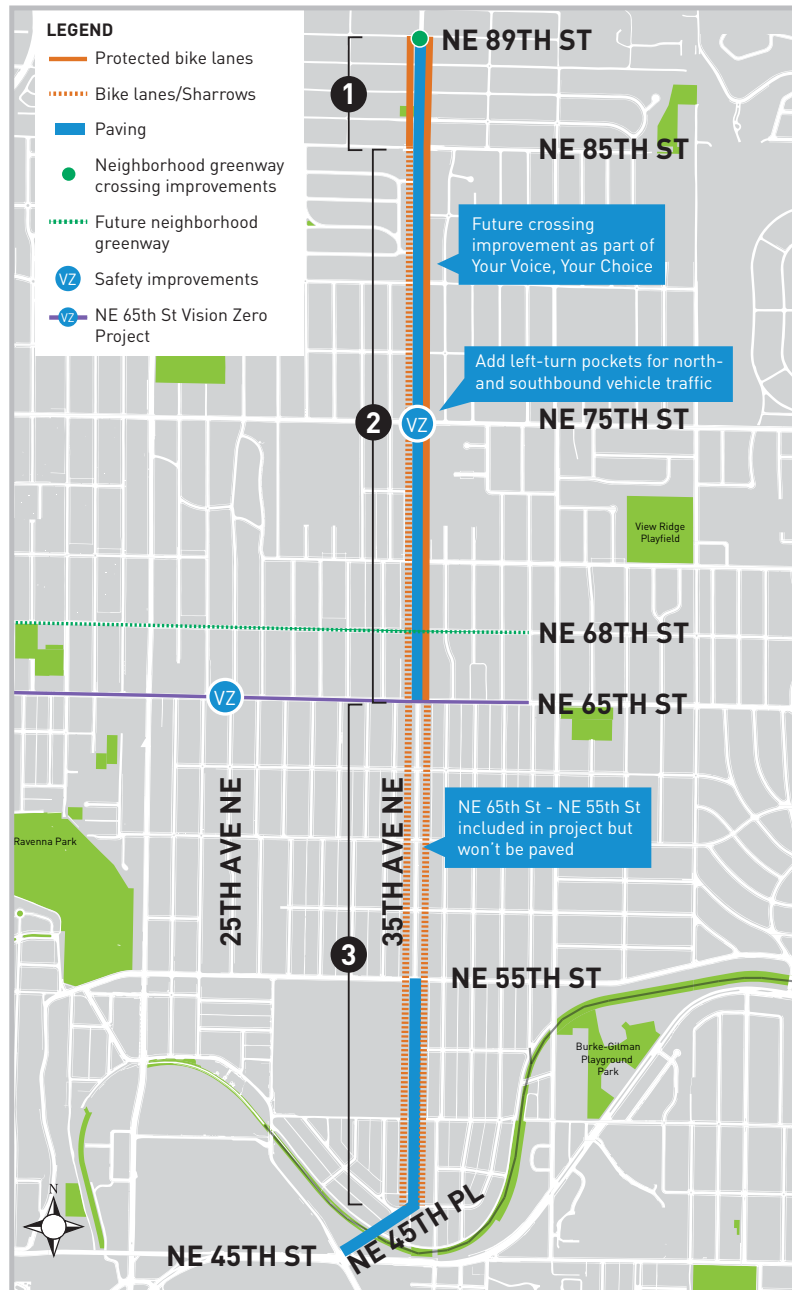 LEGEND
Protected bike lanes
Bike lanes/Sharrows
Paving
Neighborhood greenway
crossing improvements
Future neighborhood
greenway
VZ Safety improvements
VZ NE 65th St Vision Zero
Project
NE 89TH ST
1
NE 85TH ST
Future crossing
improvement as part of
Your Voice, Your Choice
Add left-turn pockets for north-
and southbound vehicle traffic
2
VZ
NE 75TH ST
View Ridge
Playfield
NE 68TH ST
VZ
NE 65TH ST
25TH AVE NE
35TH AVE NE
NE 65th St - NE 55th St
included in project but
won't be paved
Ravenna Park
3
NE 55TH ST
Burke-Gilman
Playground
Park
N
NE 45TH PL
NE 45TH ST